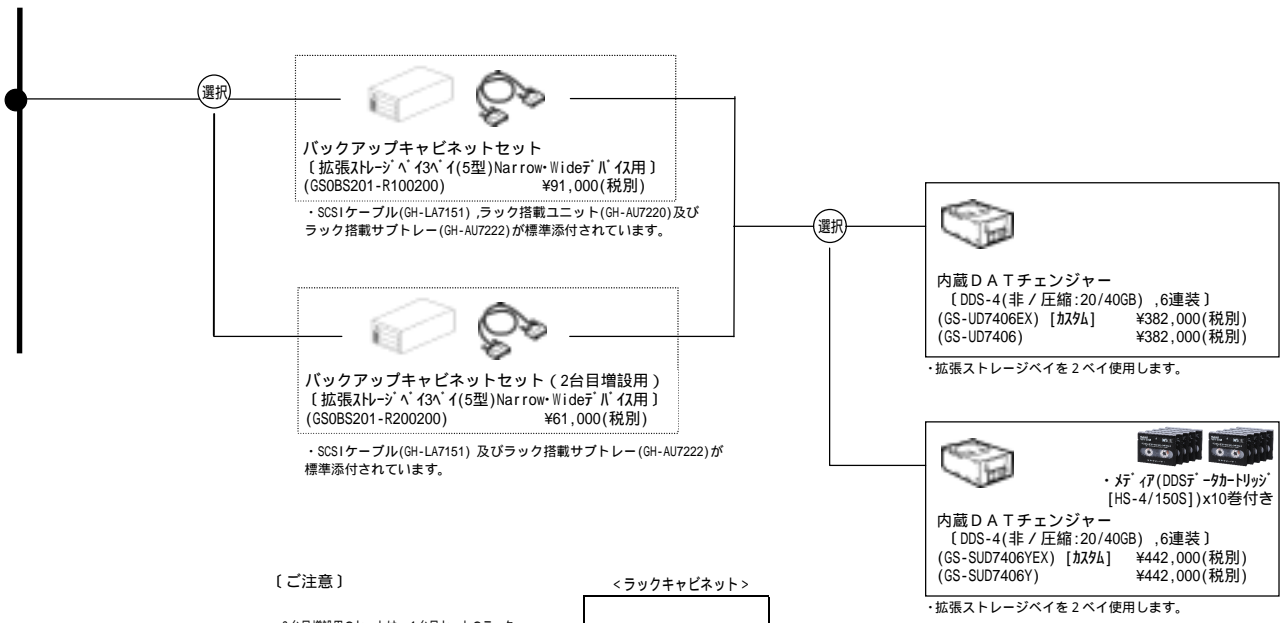 選択
バックアップキャビネットセット
〔拡張ｽﾄﾚｰｼﾞﾍﾞｲ3ﾍﾞｲ(5型)Narrow･Wideﾃﾞﾊﾞｲｽ用〕
(GS0BS201-R100200) ¥91,000(税別)
・SCSIケーブル(GH-LA7151) ,ラック搭載ユニット(GH-AU7220)及び
ラック搭載サブトレー(GH-AU7222)が標準添付されています。
バックアップキャビネットセット（2台目増設用）
〔拡張ｽﾄﾚｰｼﾞﾍﾞｲ3ﾍﾞｲ(5型)Narrow･Wideﾃﾞﾊﾞｲｽ用〕
(GS0BS201-R200200) ¥61,000(税別)
・SCSIケーブル(GH-LA7151) 及びラック搭載サブトレー(GH-AU7222)が
標準添付されています。
選択
内蔵ＤＡＴチェンジャー
〔DDS-4(非／圧縮:20/40GB) ,6連装〕
(GS-UD7406EX) [ｶｽﾀﾑ] ¥382,000(税別)
(GS-UD7406) ¥382,000(税別)
・拡張ストレージベイを２ベイ使用します。
・ﾒﾃﾞｨｱ(DDSﾃﾞｰﾀｶｰﾄﾘｯｼﾞ
[HS-4/150S])x10巻付き
内蔵ＤＡＴチェンジャー
〔DDS-4(非／圧縮:20/40GB) ,6連装〕
(GS-SUD7406YEX) [ｶｽﾀﾑ] ¥442,000(税別)
(GS-SUD7406Y) ¥442,000(税別)
・拡張ストレージベイを２ベイ使用します。
〔ご注意〕
<ラックキャビネット>